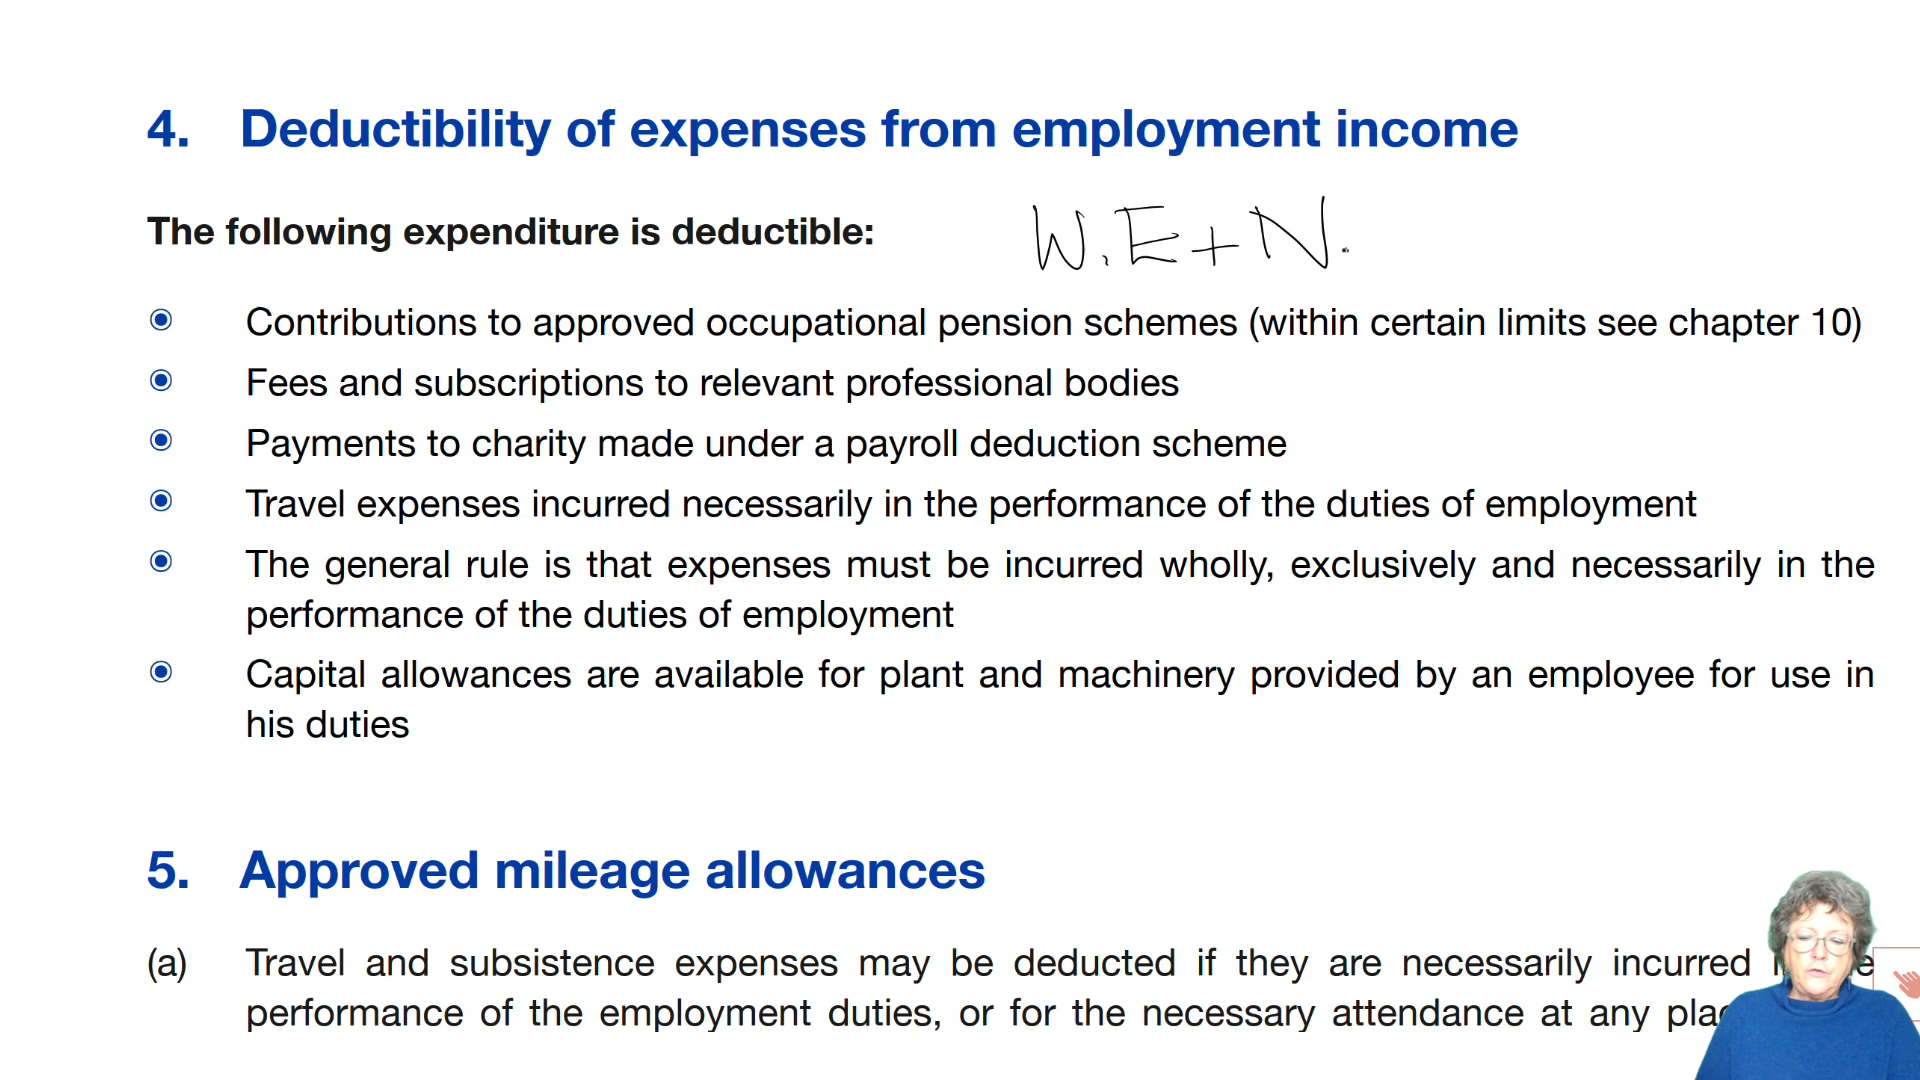 4. Deductibility of expenses from employment income
The following expenditure is deductible:
W.E+N.
Contributions to approved occupational pension schemes (within certain limits see chapter 10)
Fees and subscriptions to relevant professional bodies
Payments to charity made under a payroll deduction scheme
Travel expenses incurred necessarily in the performance of the duties of employment
The general rule is that expenses must be incurred wholly, exclusively and necessarily in the
performance of the duties of employment
Capital allowances are available for plant and machinery provided by an employee for use in
his duties
5. Approved mileage allowances
(a) Travel and subsistence expenses may be deducted if they are necessarily incurred
performance of the employment duties, or for the necessary attendance at any